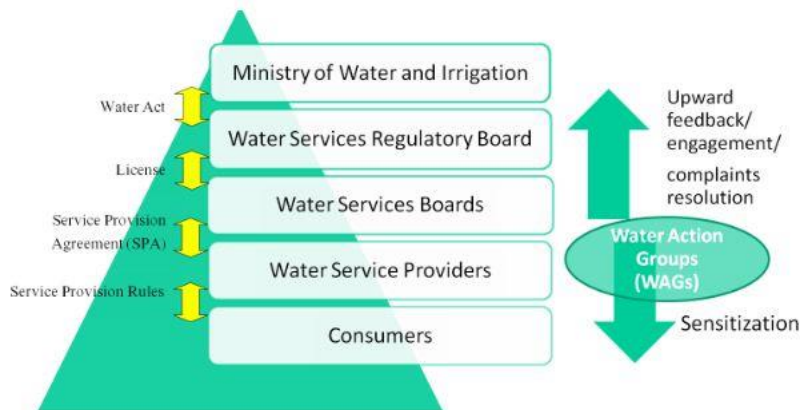 Ministry of Water and Irrigation
Water Act
Water Services Regulatory Board
License
Water Services Boards
Service Provision
Agreement (SPA)
Water Service Providers
Service Provision Rules
Consumers
Upward
feedback/
engagement/
complaints
resolution
Water Action
Groups
(WAGs)
Sensitization